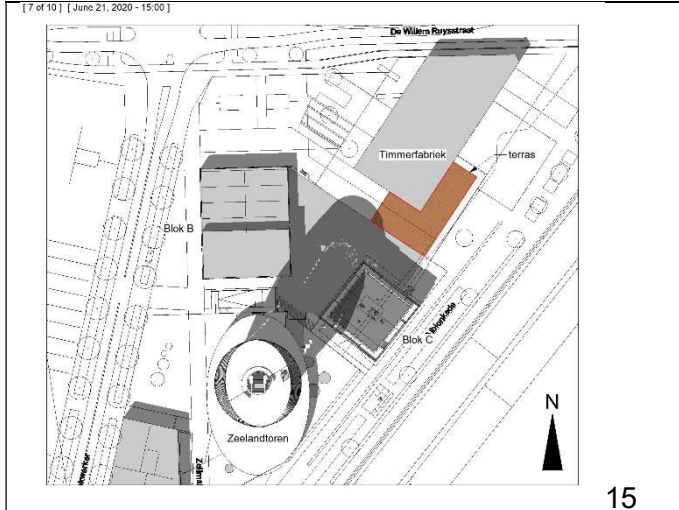 [ 7 of 10 ] [ June 21, 2020 - 15:00 ]
De Willem Ruysstraat
Timmerfabriek
terras
Blok B
Blok C
N
Zeelandtoren
15